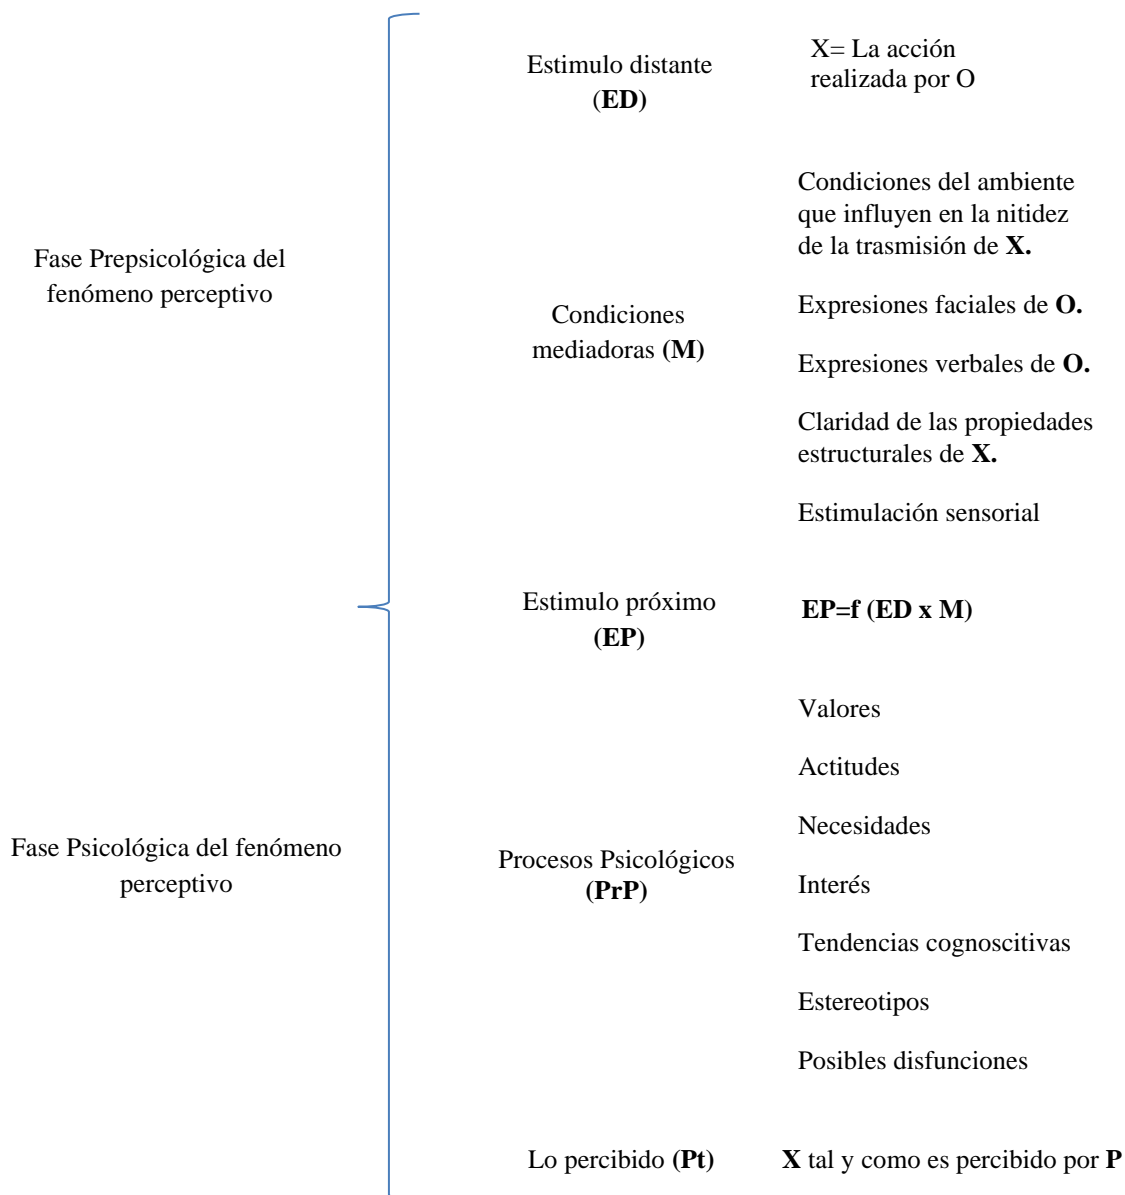 Estimulo distante
(ED)
X= La acción
realizada por O
Fase Prepsicológica del
fenómeno perceptivo
Condiciones
mediadoras (M)
Condiciones del ambiente
que influyen en la nitidez
de la trasmisión de X.
Expresiones faciales de O.
Expresiones verbales de O.
Claridad de las propiedades
estructurales de X.
Estimulación sensorial
Estimulo próximo
(EP)
EP=f (ED x M)
Fase Psicológica del fenómeno
perceptivo
Procesos Psicológicos
(PrP)
Valores
Actitudes
Necesidades
Interés
Tendencias cognoscitivas
Estereotipos
Posibles disfunciones
Lo percibido (Pt)
X tal y como es percibido por P